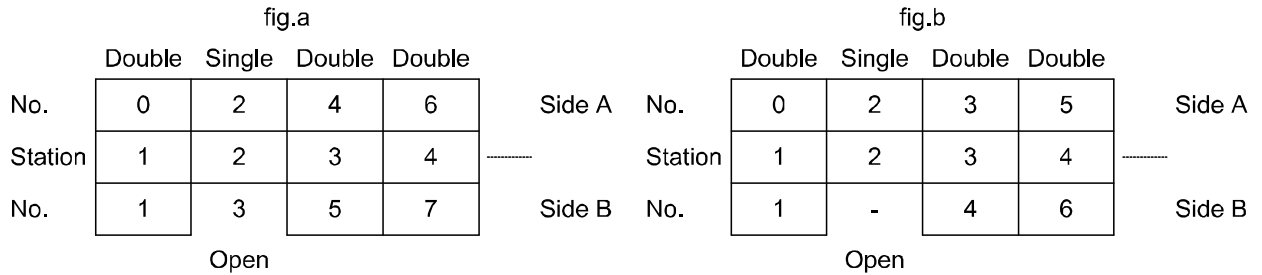 fig.a
Double Single Double Double
No. 0 2 4 6 Side A
Station 1 2 3 4
No. 1 3 5 7 Side B
Open
fig.b
Double Single Double Double
No. 0 2 3 5 Side A
Station 1 2 3 4
No. 1 - 4 6 Side B
Open